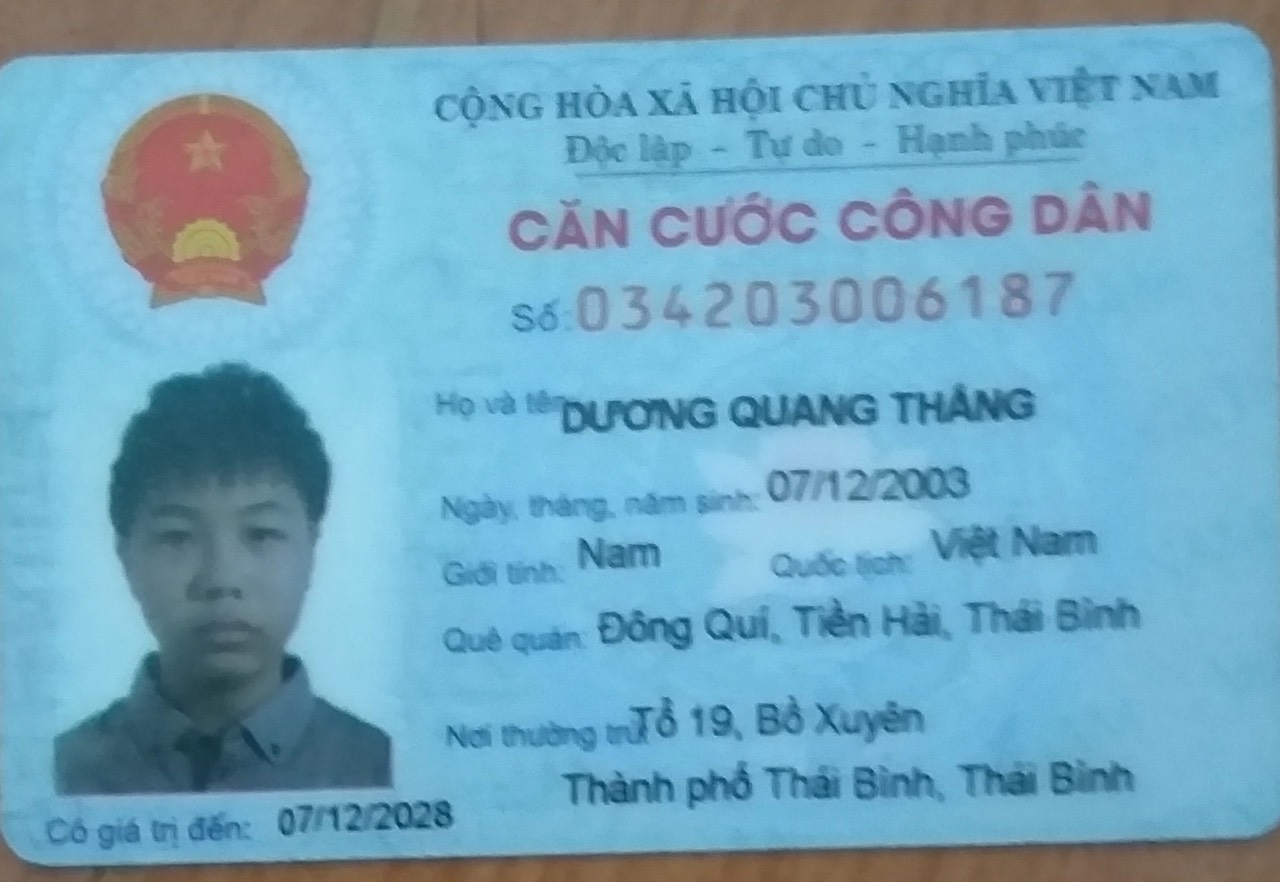 CỘNG HÒA XÃ HỘI CHỦ NGHĨA VIỆT NAM
Độc lập - Tự do - Hạnh phúc
CĂN CƯỚC CÔNG DÂN
Số: 034203006187
Họ và tên DƯƠNG QUANG THẮNG
Ngày, tháng, năm sinh: 07/12/2003
Giới tính: Nam Quốc tịch: Việt Nam
Quê quán: Đông Quí, Tiền Hải, Thái Bình
Nơi thường trú: Tổ 19, Bồ Xuyên
Thành phố Thái Bình, Thái Bình
Có giá trị đến: 07/12/2028